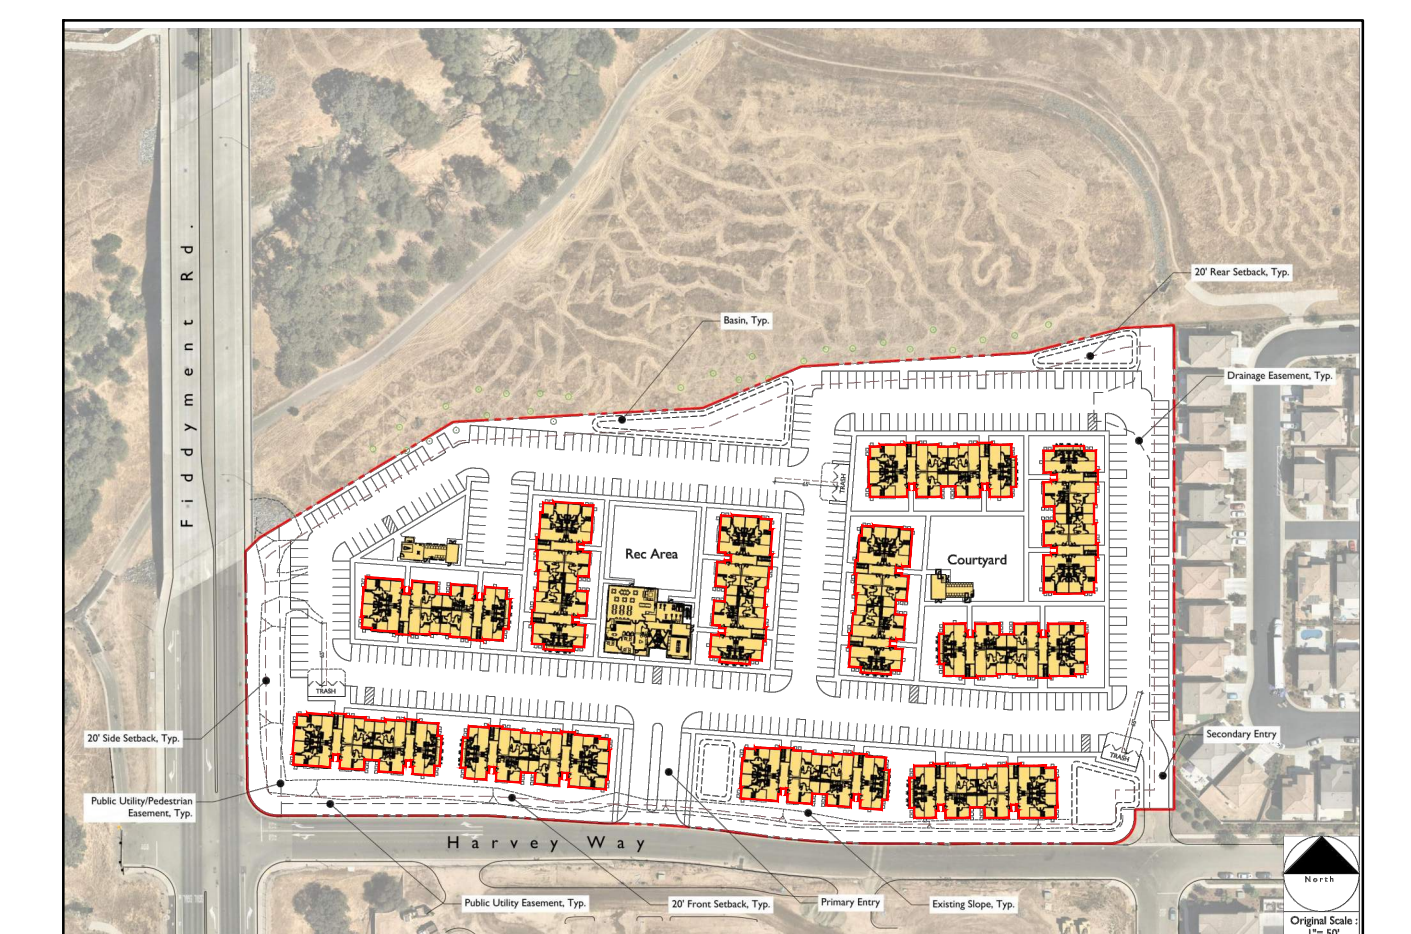 20' Rear Setback, Typ.
Basin, Typ.
Drainage Easement, Typ.
Fiddyment Rd.
TRASH
Rec Area
Courtyard
TRASH
20' Side Setback, Typ.
Secondary Entry
TRASH
Public Utility/Pedestrian
Easement, Typ.
Harvey Way
Public Utility Easement, Typ.
20' Front Setback, Typ.
Primary Entry
Existing Slope, Typ.
North
Original Scale :
1"= 50'